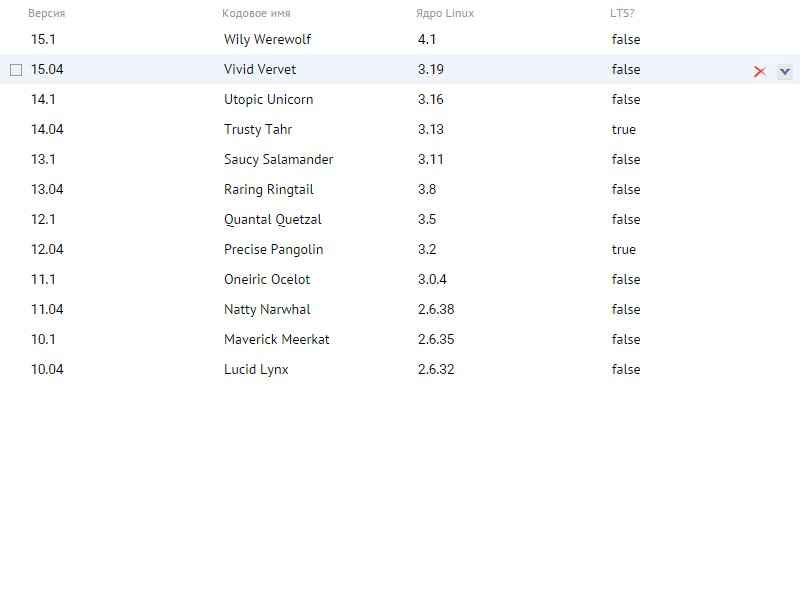 Версия Кодовое имя Ядро Linux LTS?
15.1 Wily Werewolf 4.1 false
15.04 Vivid Vervet 3.19 false
14.1 Utopic Unicorn 3.16 false
14.04 Trusty Tahr 3.13 true
13.1 Saucy Salamander 3.11 false
13.04 Raring Ringtail 3.8 false
12.1 Quantal Quetzal 3.5 false
12.04 Precise Pangolin 3.2 true
11.1 Oneiric Ocelot 3.0.4 false
11.04 Natty Narwhal 2.6.38 false
10.1 Maverick Meerkat 2.6.35 false
10.04 Lucid Lynx 2.6.32 false